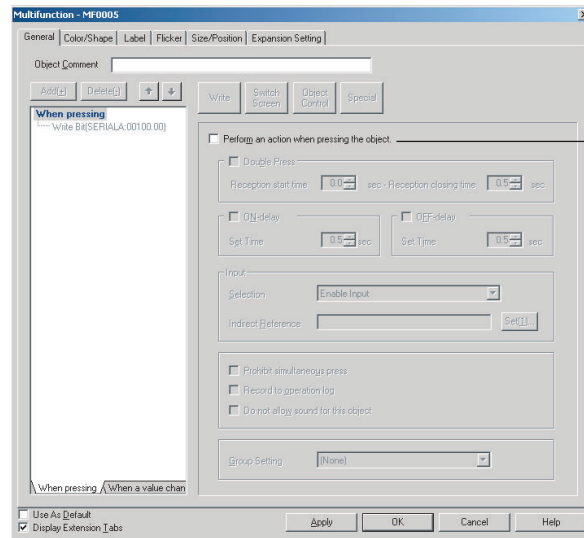 Multifunction - MF0005
General Color/Shape Label Flicker Size/Position Expansion Setting
Object Comment
Add[+] Delete[-]
Write Switch Screen Object Control Special
When pressing
Write Bit(SERIALA:00100.00)
Perform an action when pressing the object.
Double Press
Reception start time 0.0 sec - Reception closing time 0.5 sec
ON-delay OFF-delay
Set Time 0.5 sec Set Time 0.5 sec
Input
Selection Enable Input
Indirect Reference Set[1]...
Prohibit simultaneous press
Record to operation log
Do not allow sound for this object
Group Setting (None)
When pressing When a value chan
Use As Default
Display Extension Tabs
Apply OK Cancel Help